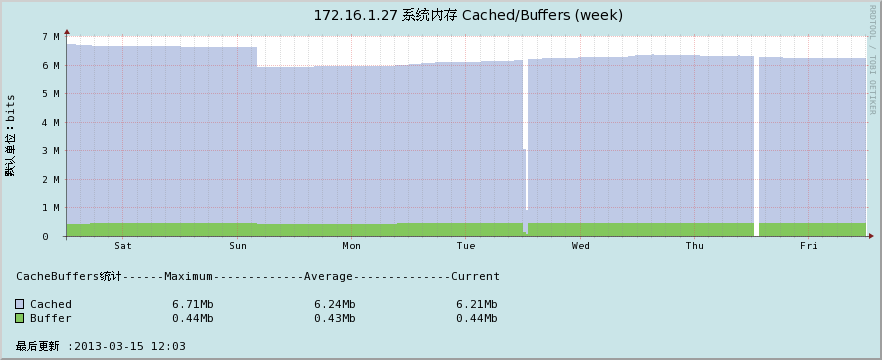 172.16.1.27 系统内存 Cached/Buffers (week)
RRDTOOL / TOBI OETIKER
默认单位：bits
7 M
6 M
5 M
4 M
3 M
2 M
1 M
0
Sat Sun Mon Tue Wed Thu Fri
CacheBuffers统计------Maximum-------------Average--------------Current
Cached 6.71Mb 6.24Mb 6.21Mb
Buffer 0.44Mb 0.43Mb 0.44Mb
最后更新 :2013-03-15 12:03